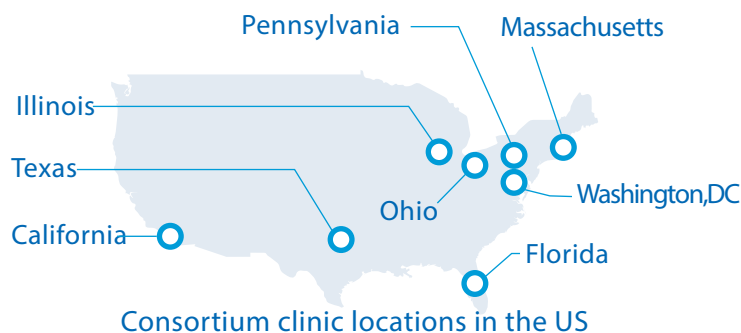 Pennsylvania
Massachusetts
Illinois
Texas
Ohio
Washington,DC
California
Florida
Consortium clinic locations in the US